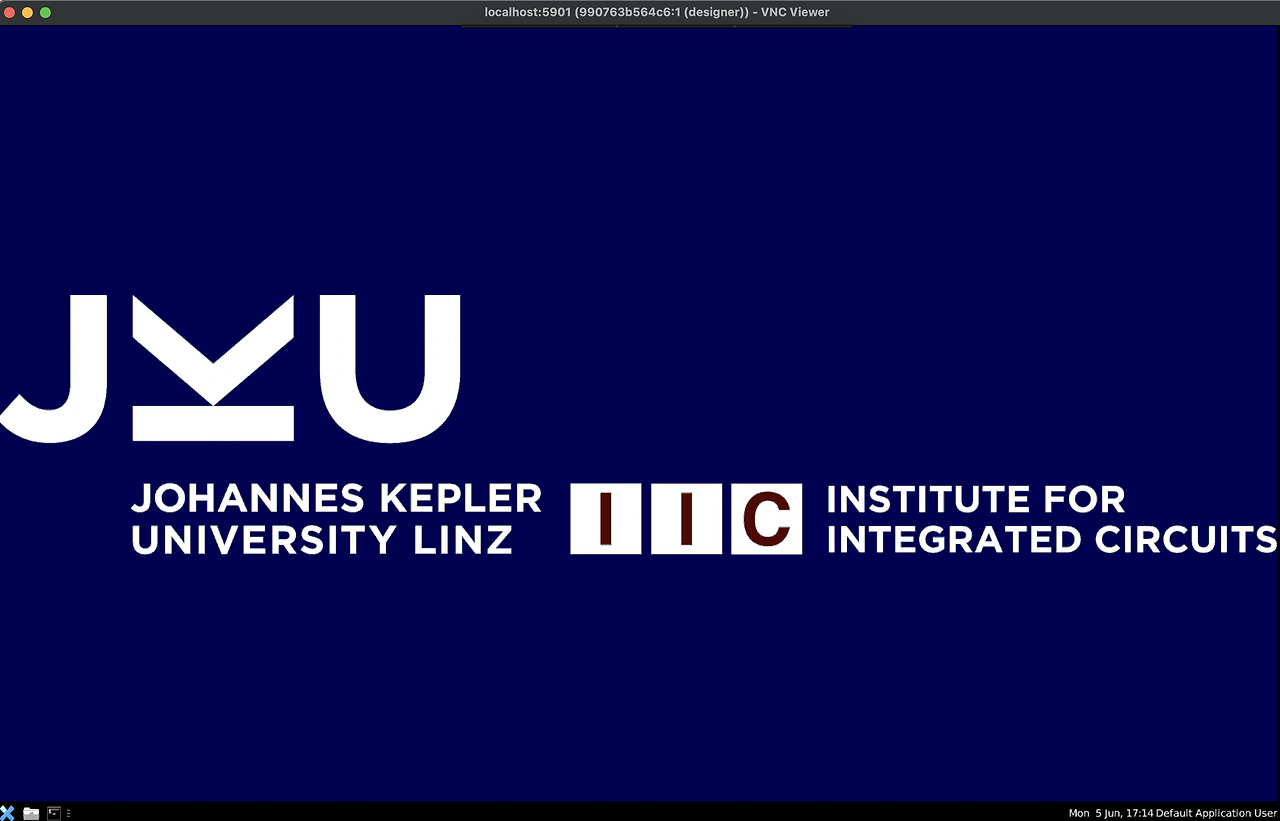 localhost:5901 (990763b564c6:1 (designer)) - VNC Viewer
JKU
JOHANNES KEPLER
UNIVERSITY LINZ
I I C
INSTITUTE FOR
INTEGRATED CIRCUITS
Mon 5 Jun, 17:14 Default Application User